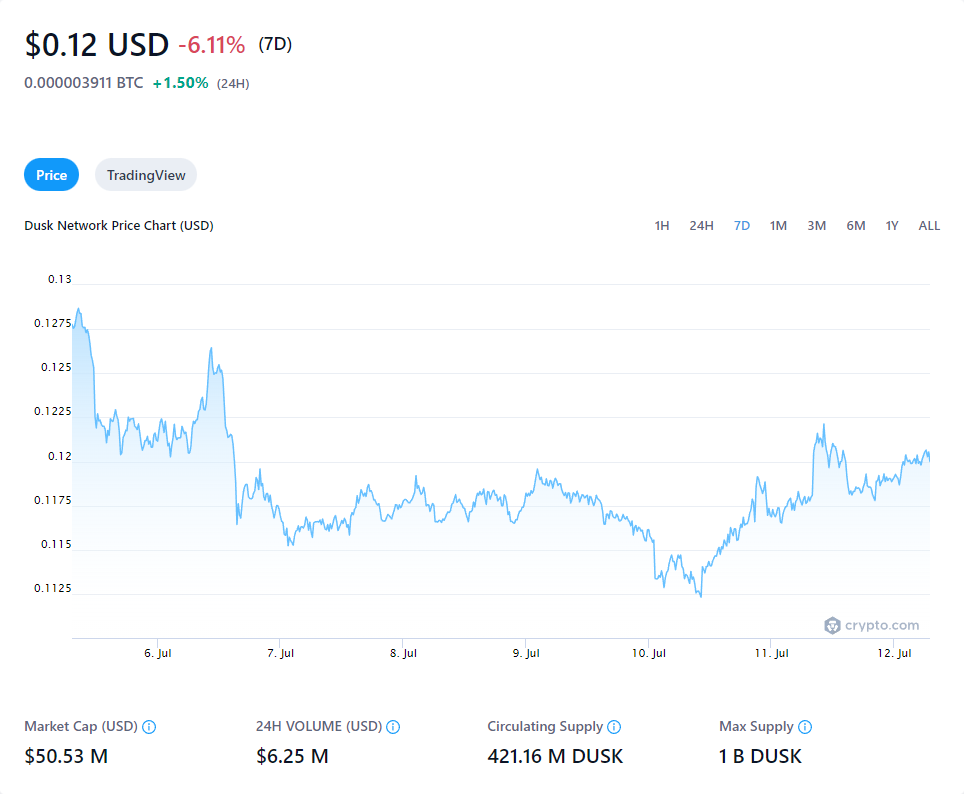 $0.12 USD -6.11% (7D)
0.000003911 BTC +1.50% (24H)
Price TradingView
Dusk Network Price Chart (USD) 1H 24H 7D 1M 3M 6M 1Y ALL
0.13
0.1275
0.125
0.1225
0.12
0.1175
0.115
0.1125
crypto.com
6. Jul 7. Jul 8. Jul 9. Jul 10. Jul 11. Jul 12. Jul
Market Cap (USD) 24H VOLUME (USD) Circulating Supply Max Supply
$50.53 M $6.25 M 421.16 M DUSK 1 B DUSK